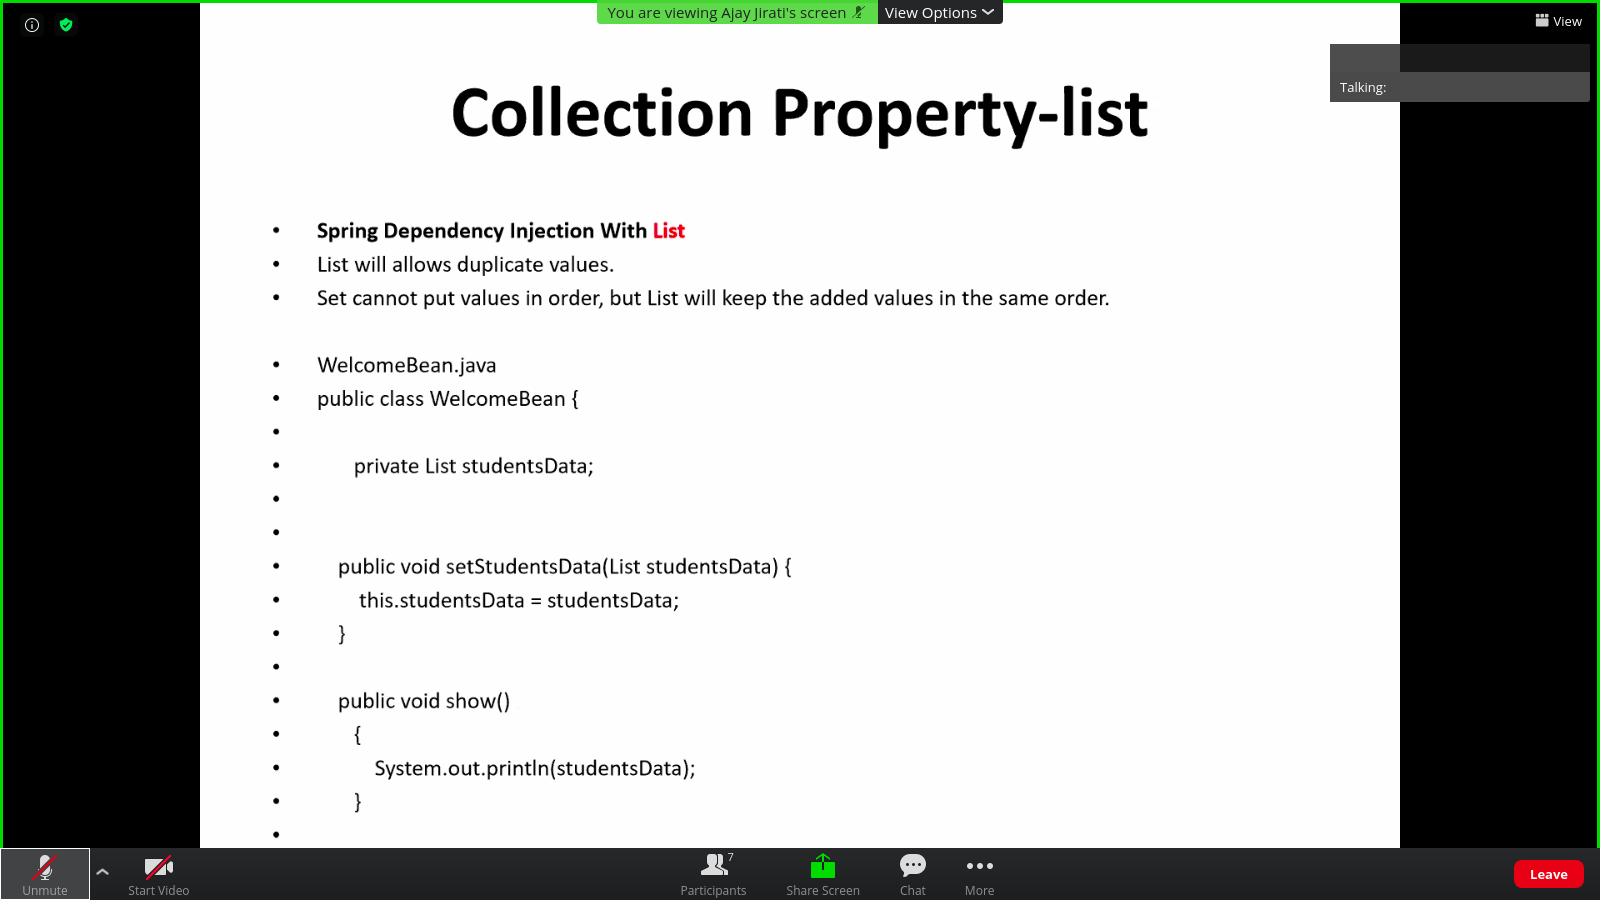 You are viewing Ajay Jirati's screen View Options
View
Talking:
Collection Property-list
• Spring Dependency Injection With List
• List will allows duplicate values.
• Set cannot put values in order, but List will keep the added values in the same order.
• WelcomeBean.java
• public class WelcomeBean {
•
• private List studentsData;
•
•
• public void setStudentsData(List studentsData) {
• this.studentsData = studentsData;
• }
•
• public void show()
• {
• System.out.println(studentsData);
• }
•
7
Unmute Start Video Participants Share Screen Chat More Leave